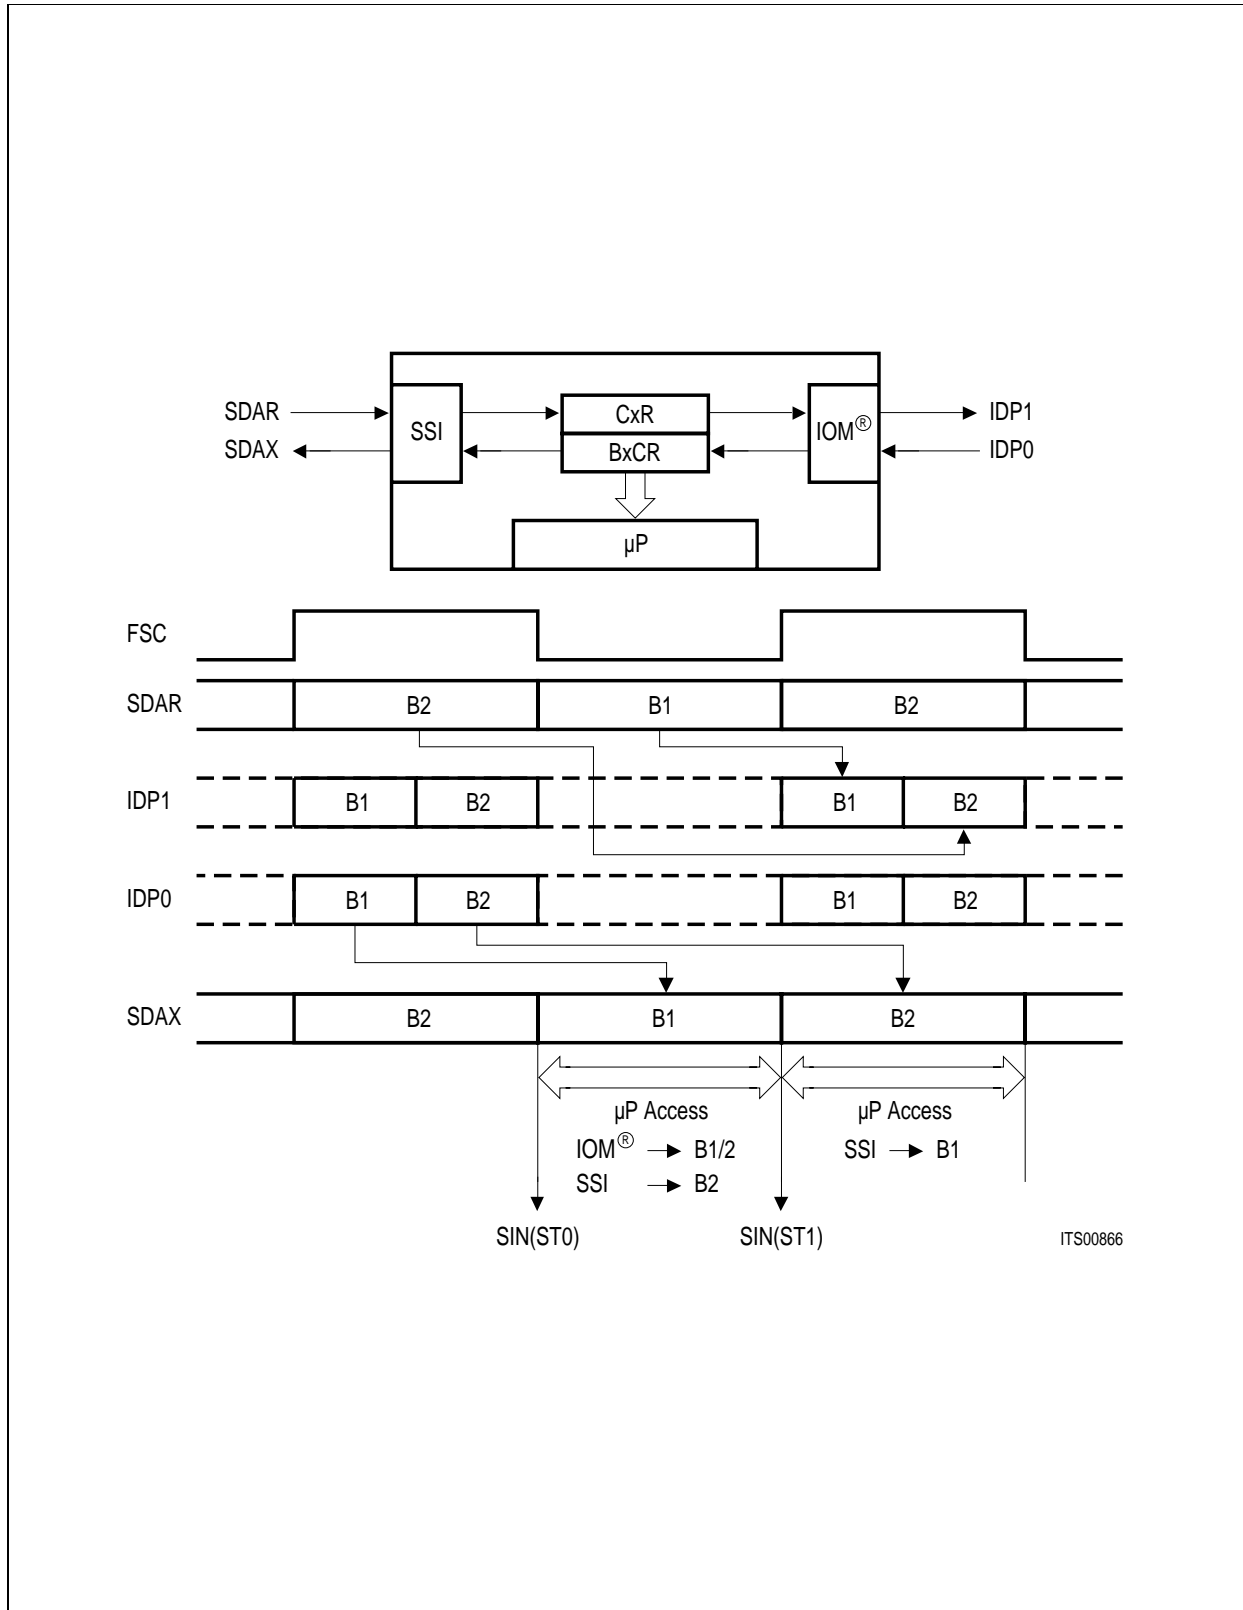 SDAR SSI CxR IOM® IDP1
SDAX BxCR IDP0
µP
FSC
SDAR B2 B1 B2
IDP1 B1 B2 B1 B2
IDP0 B1 B2 B1 B2
SDAX B2 B1 B2
µP Access µP Access
IOM® B1/2 SSI B1
SSI B2
SIN(ST0) SIN(ST1) ITS00866